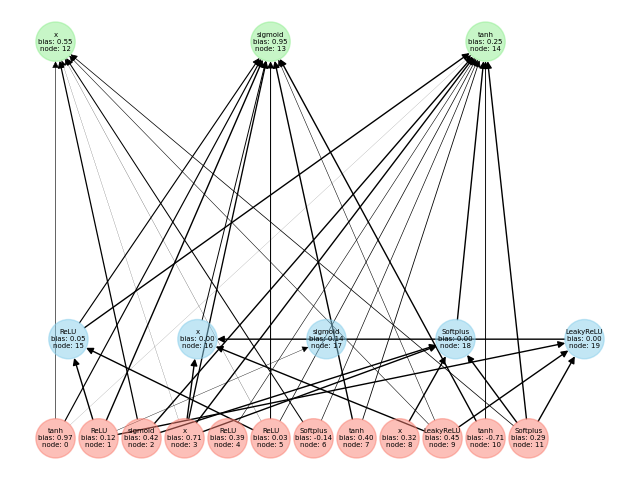 x
bias: 0.55
node: 12
sigmoid
bias: 0.95
node: 13
tanh
bias: 0.25
node: 14
ReLU
bias: 0.05
node: 15
x
bias: 0.00
node: 16
sigmoid
bias: 0.14
node: 17
Softplus
bias: 0.00
node: 18
LeakyReLU
bias: 0.00
node: 19
tanh
bias: 0.97
node: 0
ReLU
bias: 0.12
node: 1
sigmoid
bias: 0.42
node: 2
x
bias: 0.71
node: 3
ReLU
bias: 0.39
node: 4
ReLU
bias: 0.03
node: 5
Softplus
bias: -0.14
node: 6
tanh
bias: 0.40
node: 7
x
bias: 0.32
node: 8
LeakyReLU
bias: 0.45
node: 9
tanh
bias: -0.71
node: 10
Softplus
bias: 0.29
node: 11